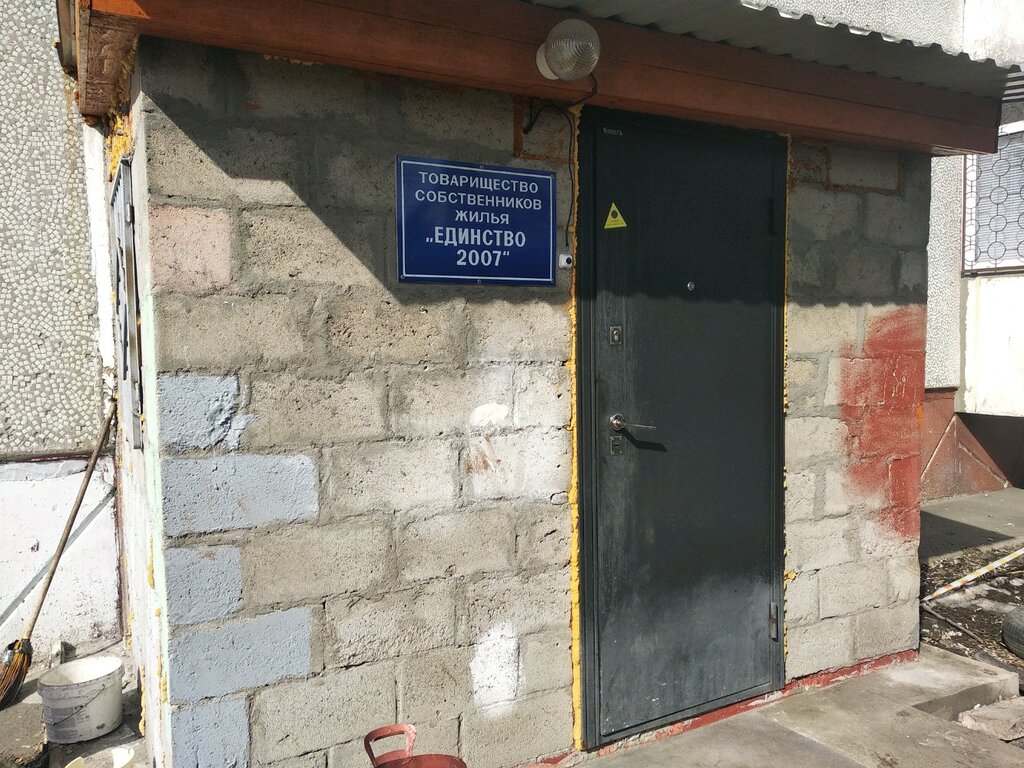 ТОВАРИЩЕСТВО
СОБСТВЕННИКОВ
ЖИЛЬЯ
„ЕДИНСТВО
2007“